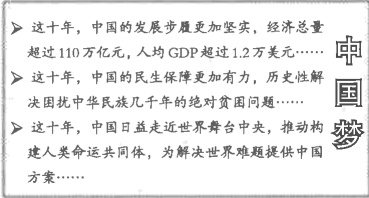 ➢ 这十年，中国的发展步履更加坚实，经济总量
超过110万亿元，人均GDP超过1.2万美元……
➢ 这十年，中国的民生保障更加有力，历史性解
决困扰中华民族几千年的绝对贫困问题……
➢ 这十年，中国日益走近世界舞台中央，推动构
建人类命运共同体，为解决世界难题提供中国
方案……
中国梦